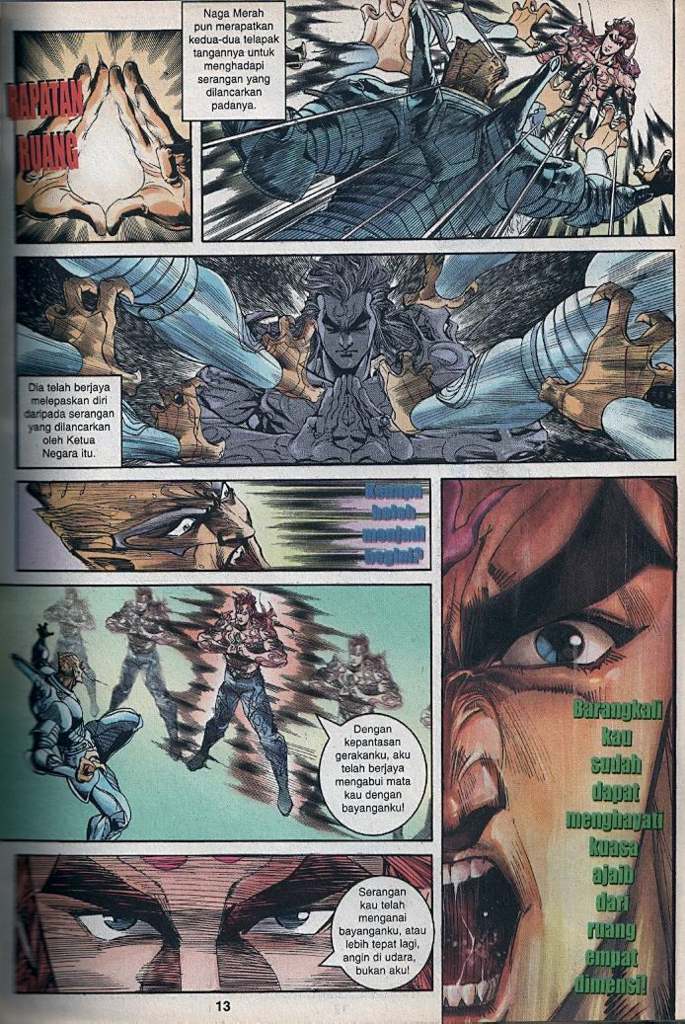 Naga Merah
pun merapatkan
kedua-dua telapak
tangannya untuk
menghadapi
serangan yang
dilancarkan
padanya.
RAPATAN
RUANG
Dia telah berjaya
melepaskan diri
daripada serangan
yang dilancarkan
oleh Ketua
Negara itu.
Kenapa
boleh
menjadi
begini?
Dengan
kepantasan
gerakanku, aku
telah berjaya
mengabui mata
kau dengan
bayanganku!
Serangan
kau telah
menganai
bayanganku, atau
lebih tepat lagi,
angin di udara,
bukan aku!
Barangkali
kau
sudah
dapat
menghayati
kuasa
ajaib
dari
ruang
empat
dimensi!
13